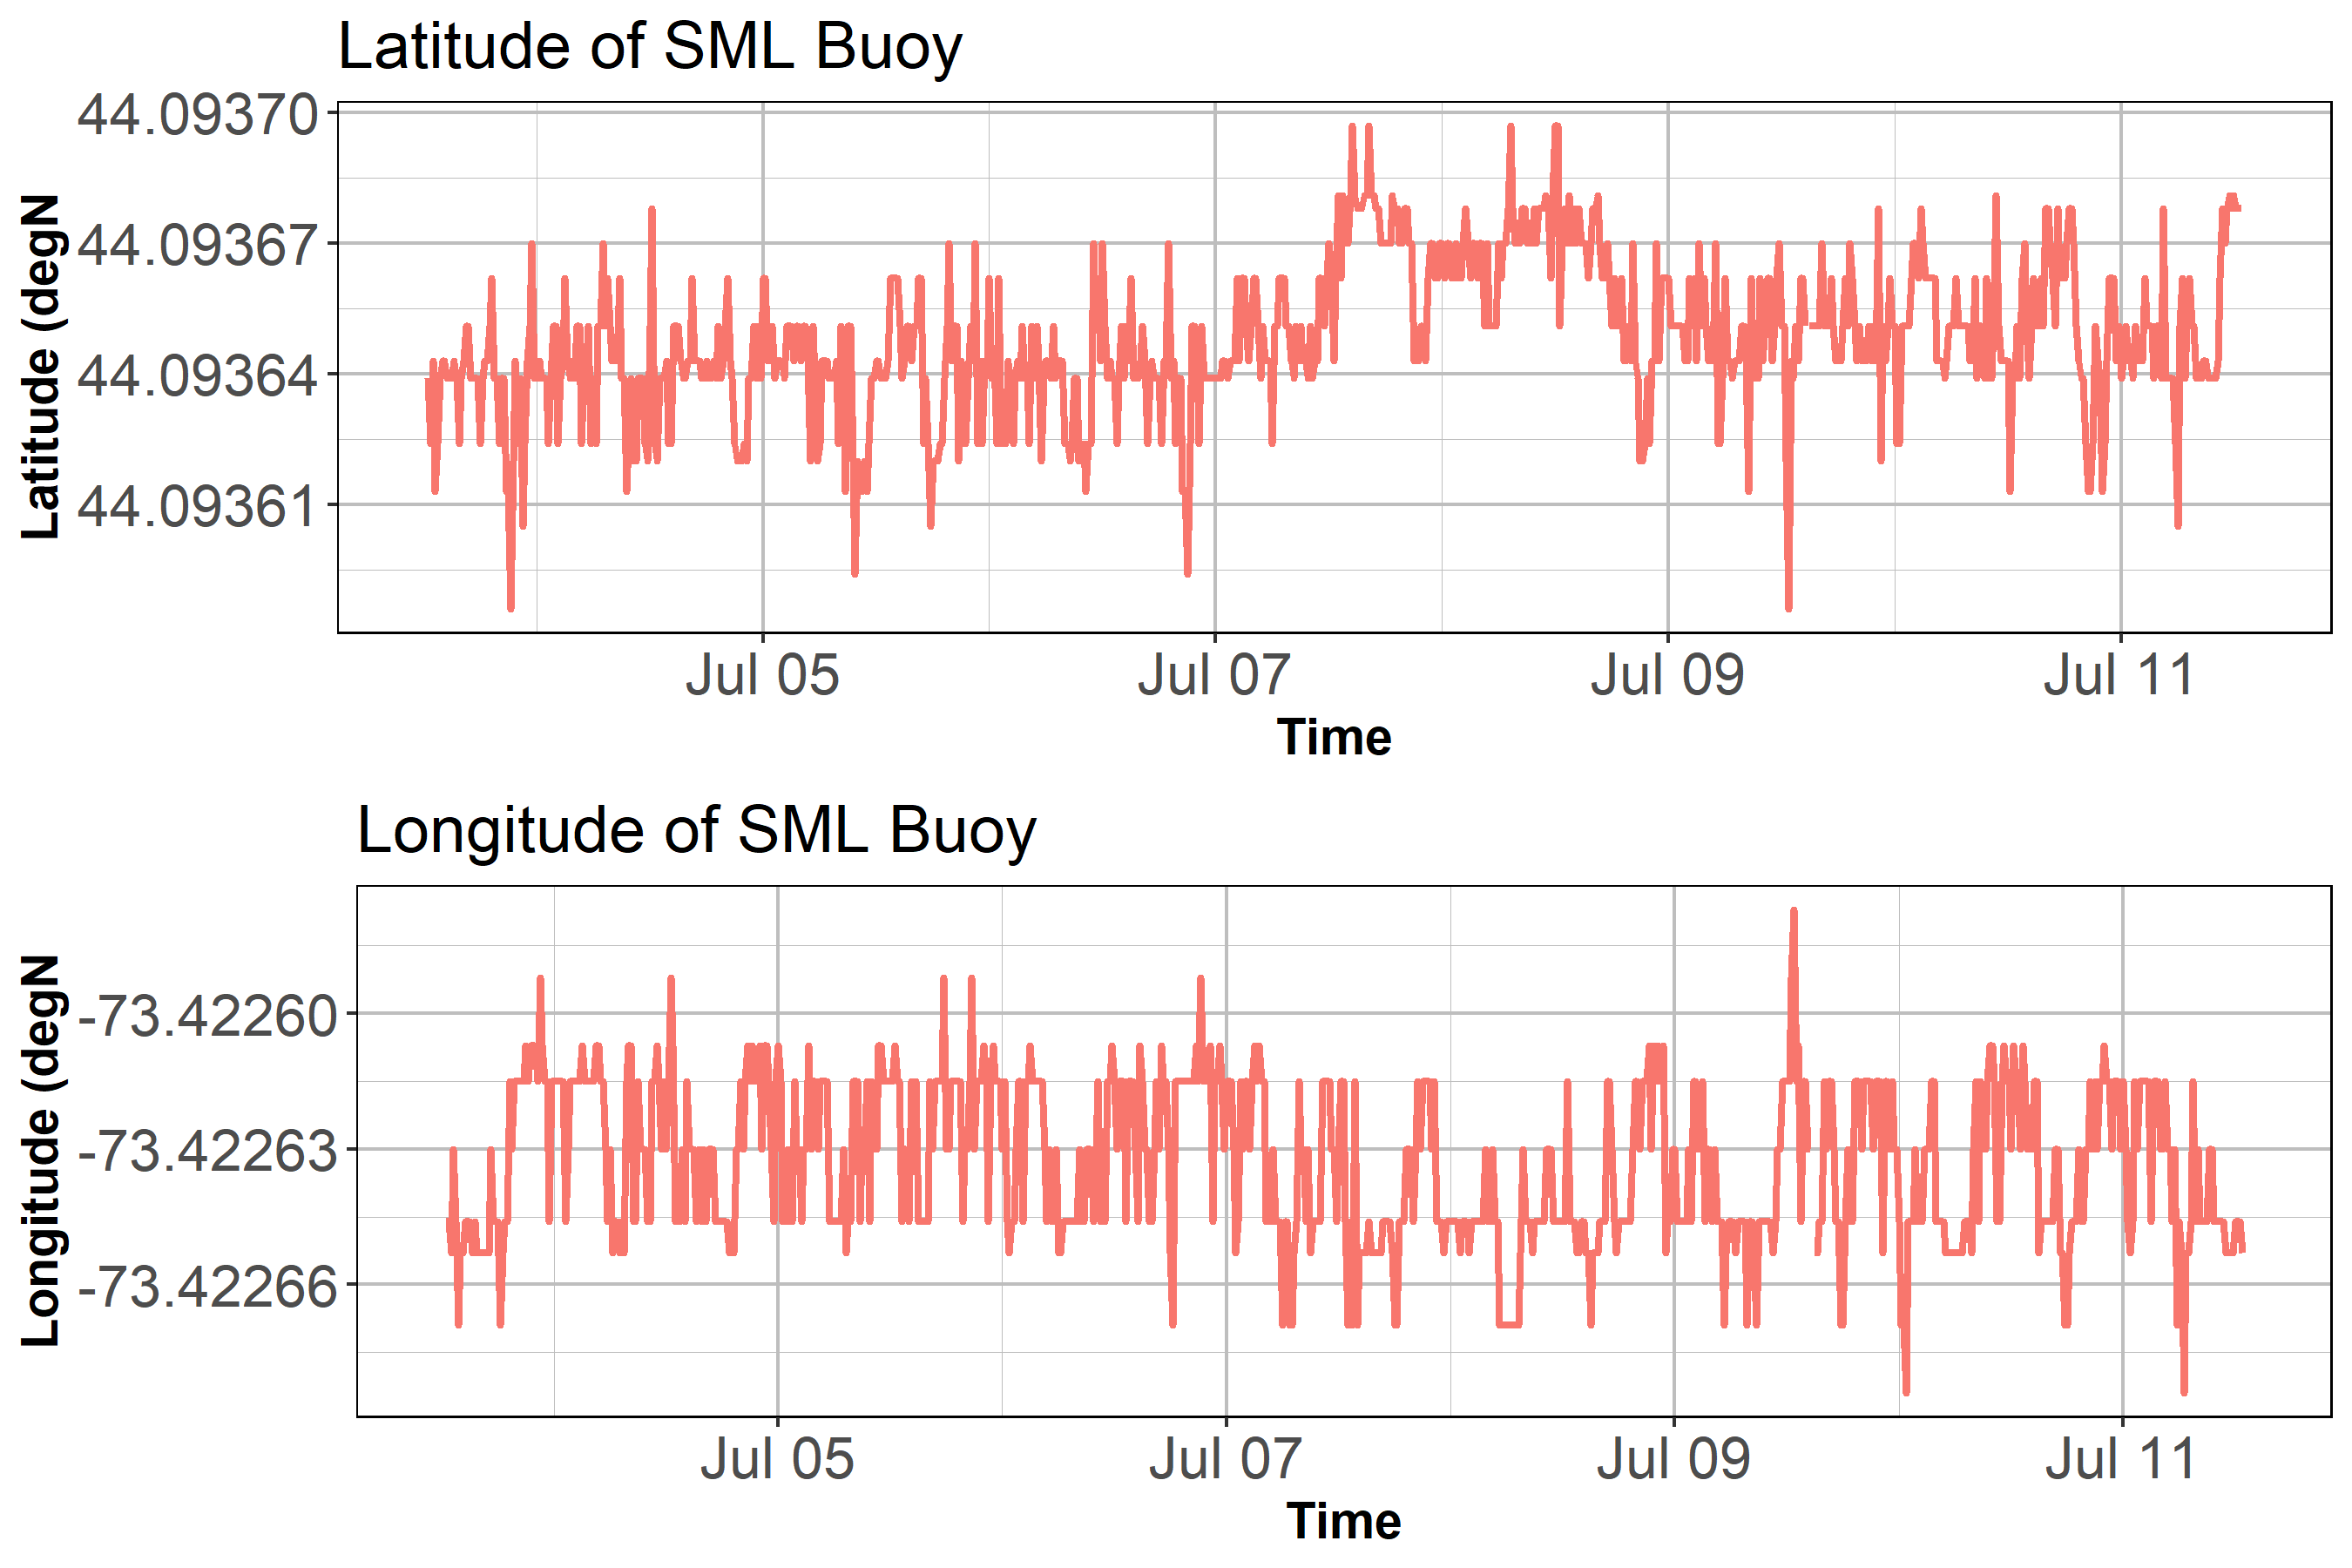 Latitude of SML Buoy
Latitude (degN
44.09370
44.09367
44.09364
44.09361
Jul 05 Jul 07 Jul 09 Jul 11
Time
Longitude of SML Buoy
Longitude (degN
-73.42260
-73.42263
-73.42266
Jul 05 Jul 07 Jul 09 Jul 11
Time